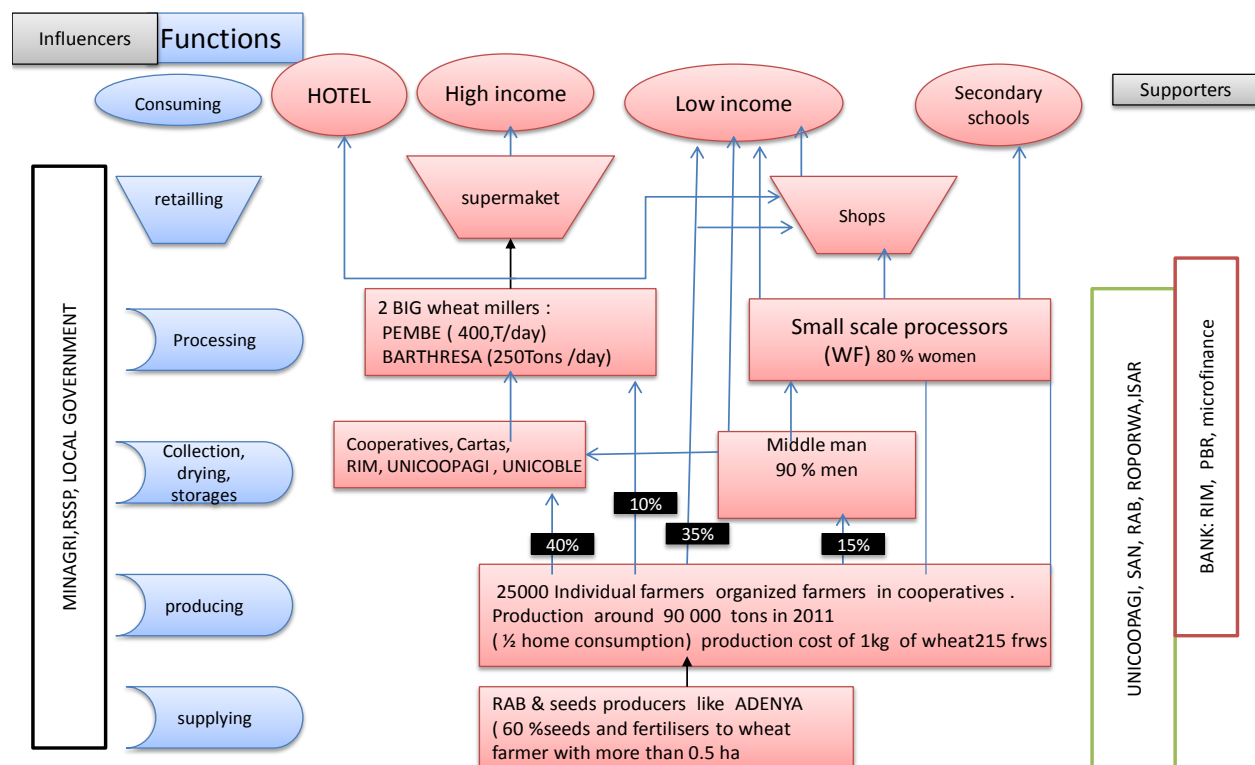 Influencers
Functions
Consuming
HOTEL
High income
Low income
Secondary
schools
Supporters
retailling
supermaket
Shops
MINAGRI,RSSP, LOCAL GOVERNMENT
Processing
2 BIG wheat millers :
PEMBE ( 400,T/day)
BARTHRESA (250Tons /day)
Small scale processors
(WF) 80 % women
UNICOOPAGI, SAN, RAB, ROPORWA,ISAR
BANK: RIM, PBR, microfinance
Collection,
drying,
storages
Cooperatives, Cartas,
RIM, UNICOOPAGI , UNICOBLE
Middle man
90 % men
10%
40%
35%
15%
producing
25000 Individual farmers organized farmers in cooperatives .
Production around 90 000 tons in 2011
( ½ home consumption) production cost of 1kg of wheat215 frws
supplying
RAB & seeds producers like ADENYA
( 60 %seeds and fertilisers to wheat
farmer with more than 0.5 ha